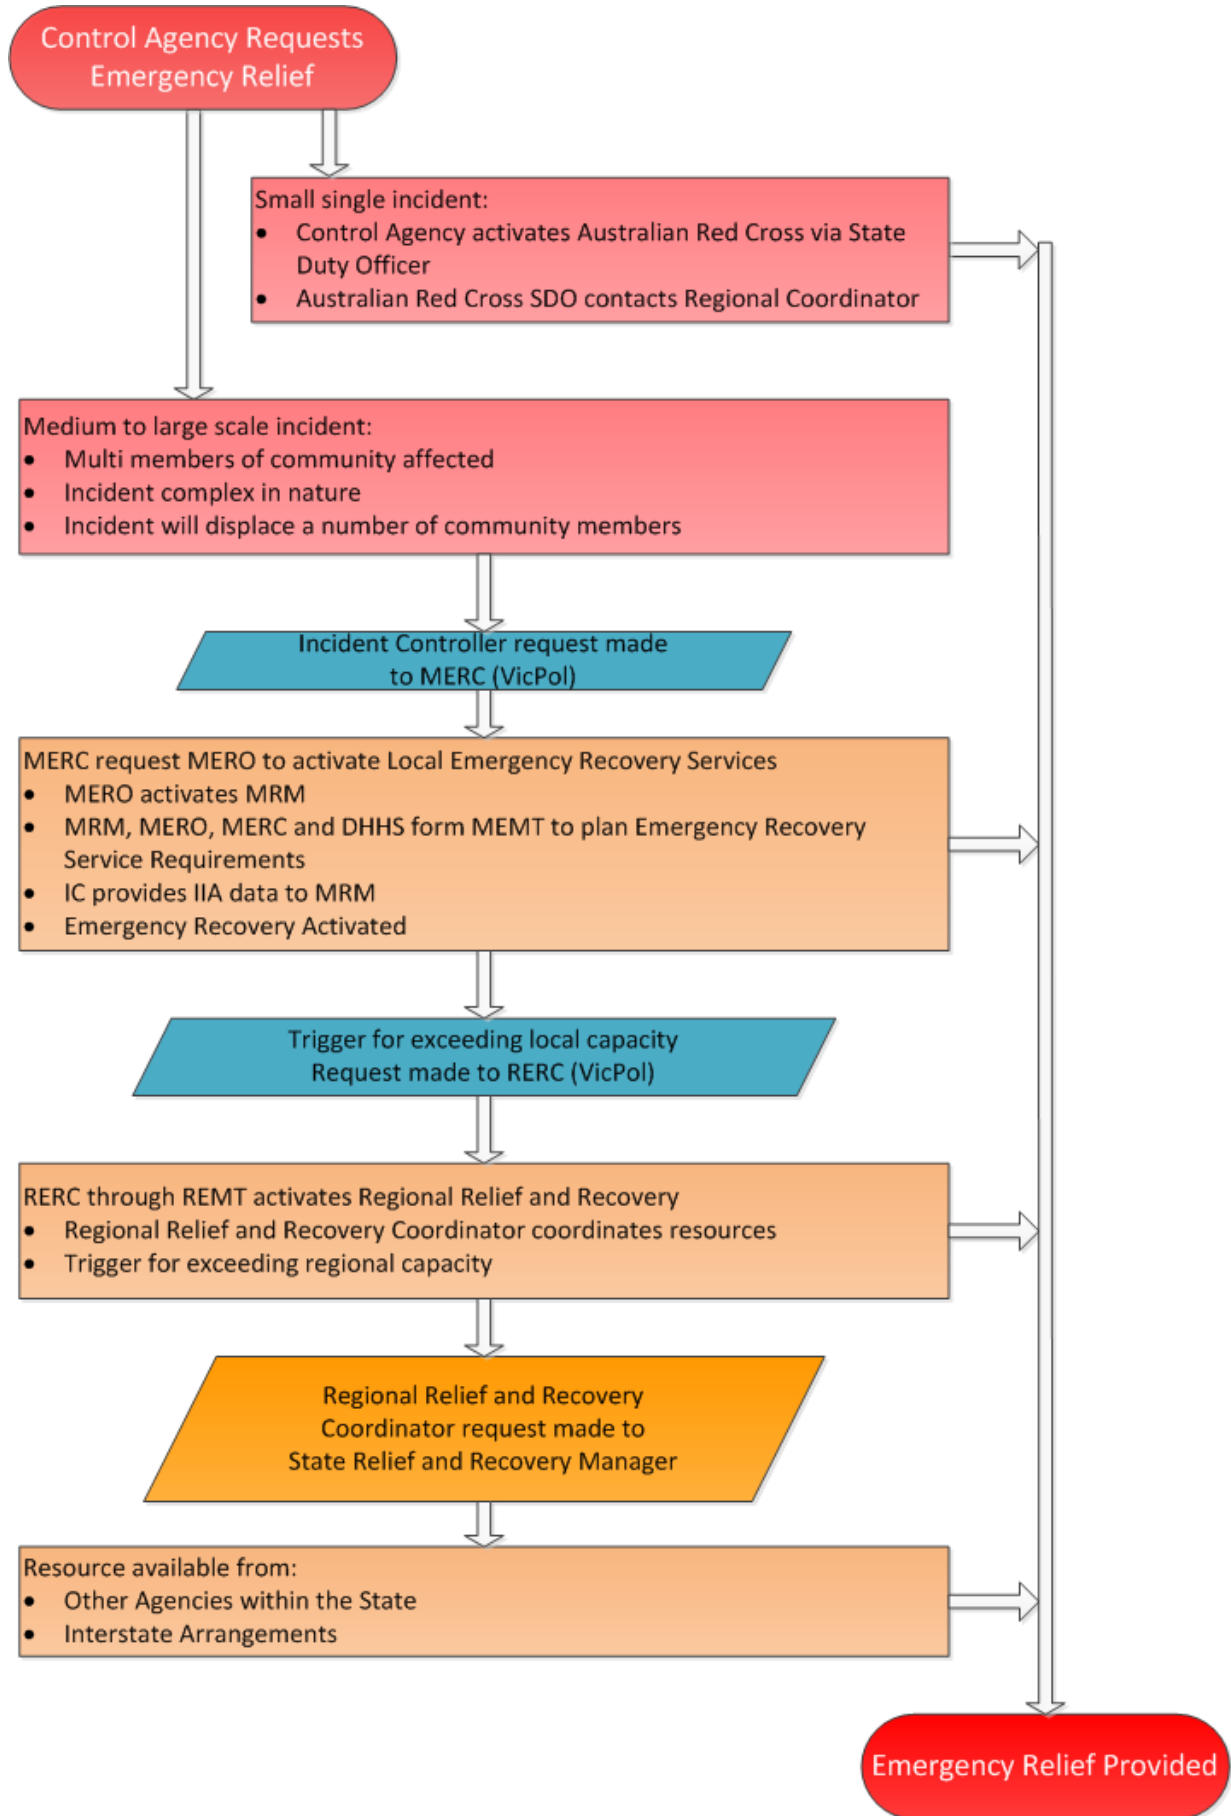 Control Agency Requests
Emergency Relief
Small single incident:
• Control Agency activates Australian Red Cross via State
Duty Officer
• Australian Red Cross SDO contacts Regional Coordinator
Medium to large scale incident:
• Multi members of community affected
• Incident complex in nature
• Incident will displace a number of community members
Incident Controller request made
to MERC (VicPol)
MERC request MERO to activate Local Emergency Recovery Services
• MERO activates MRM
• MRM, MERO, MERC and DHHS form MEMT to plan Emergency Recovery
Service Requirements
• IC provides IIA data to MRM
• Emergency Recovery Activated
Trigger for exceeding local capacity
Request made to RERC (VicPol)
RERC through REMT activates Regional Relief and Recovery
• Regional Relief and Recovery Coordinator coordinates resources
• Trigger for exceeding regional capacity
Regional Relief and Recovery
Coordinator request made to
State Relief and Recovery Manager
Resource available from:
• Other Agencies within the State
• Interstate Arrangements
Emergency Relief Provided